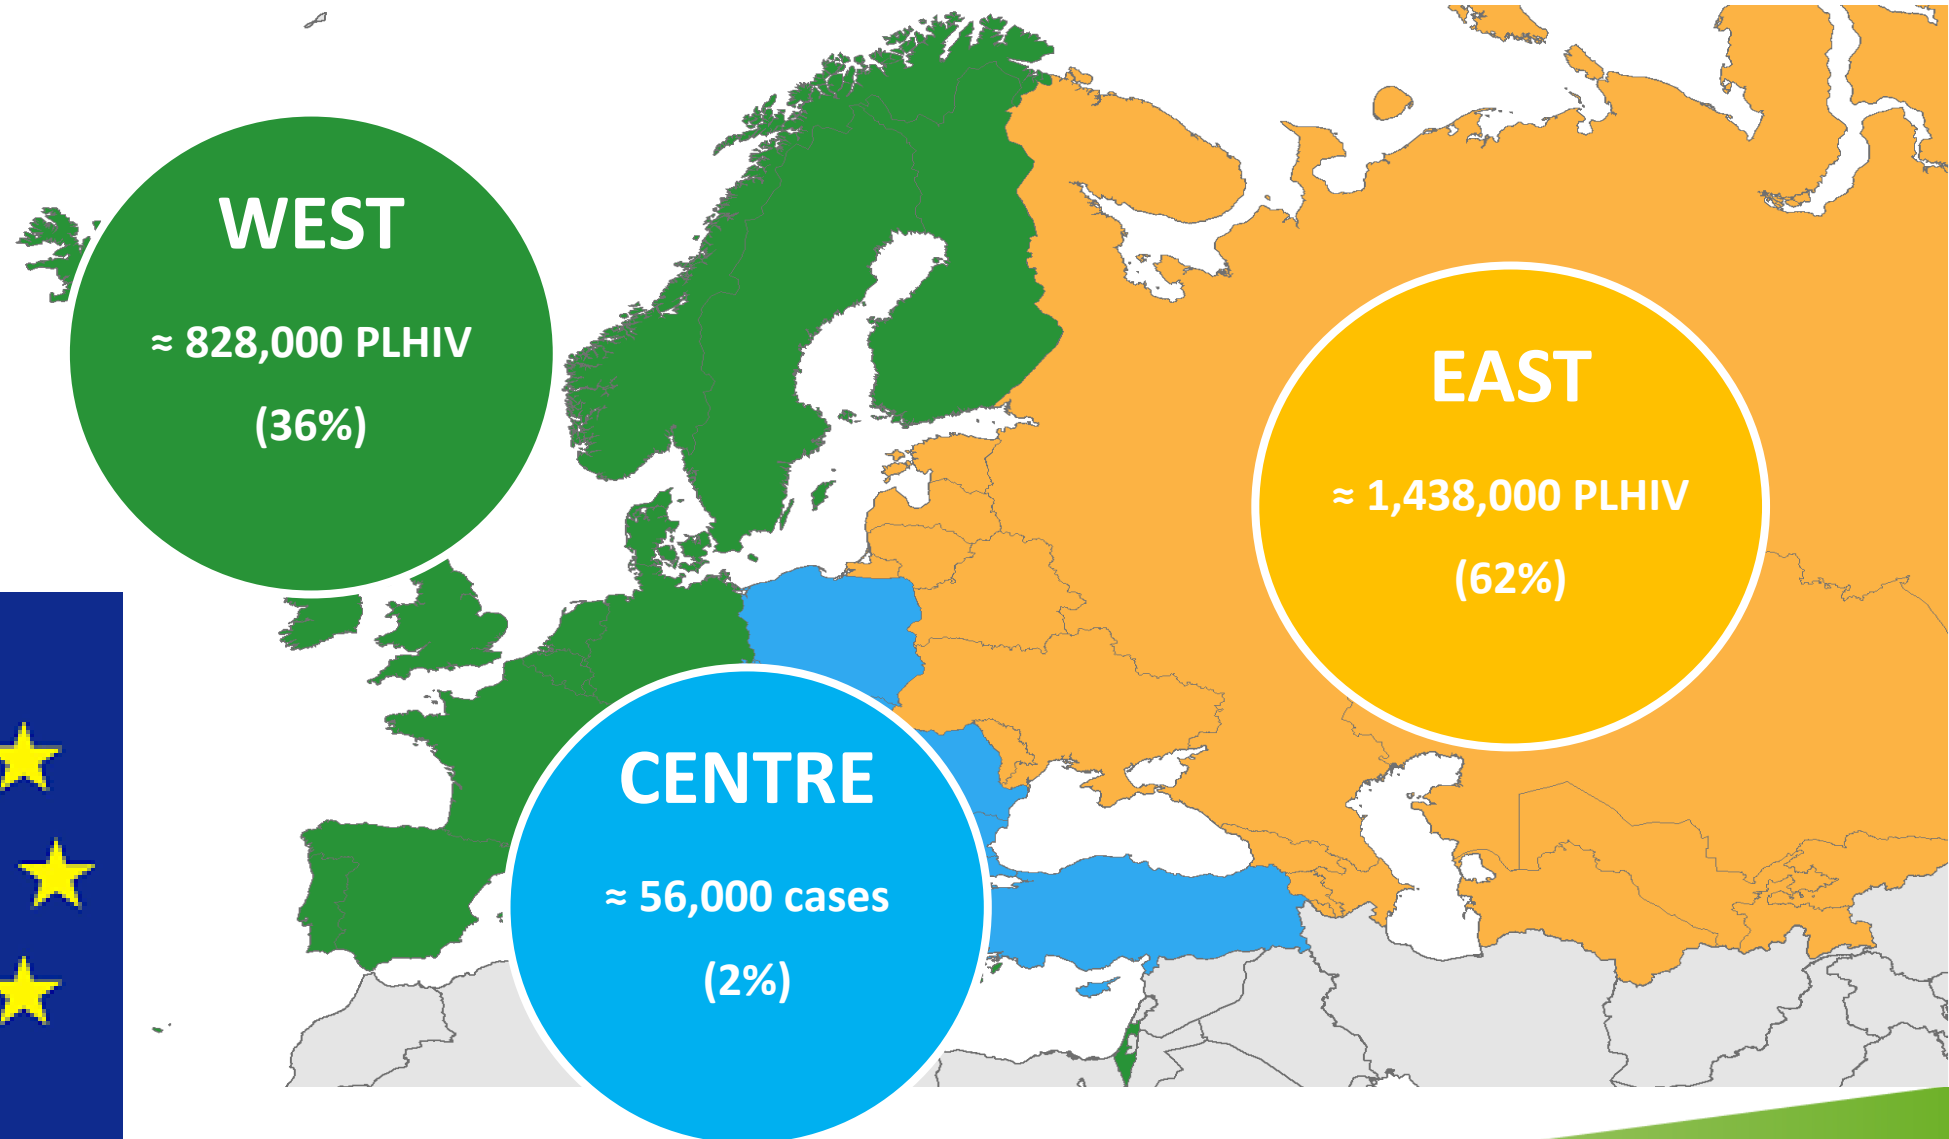 WEST
≈ 828,000 PLHIV
(36%)
EAST
≈ 1,438,000 PLHIV
(62%)
CENTRE
≈ 56,000 cases
(2%)